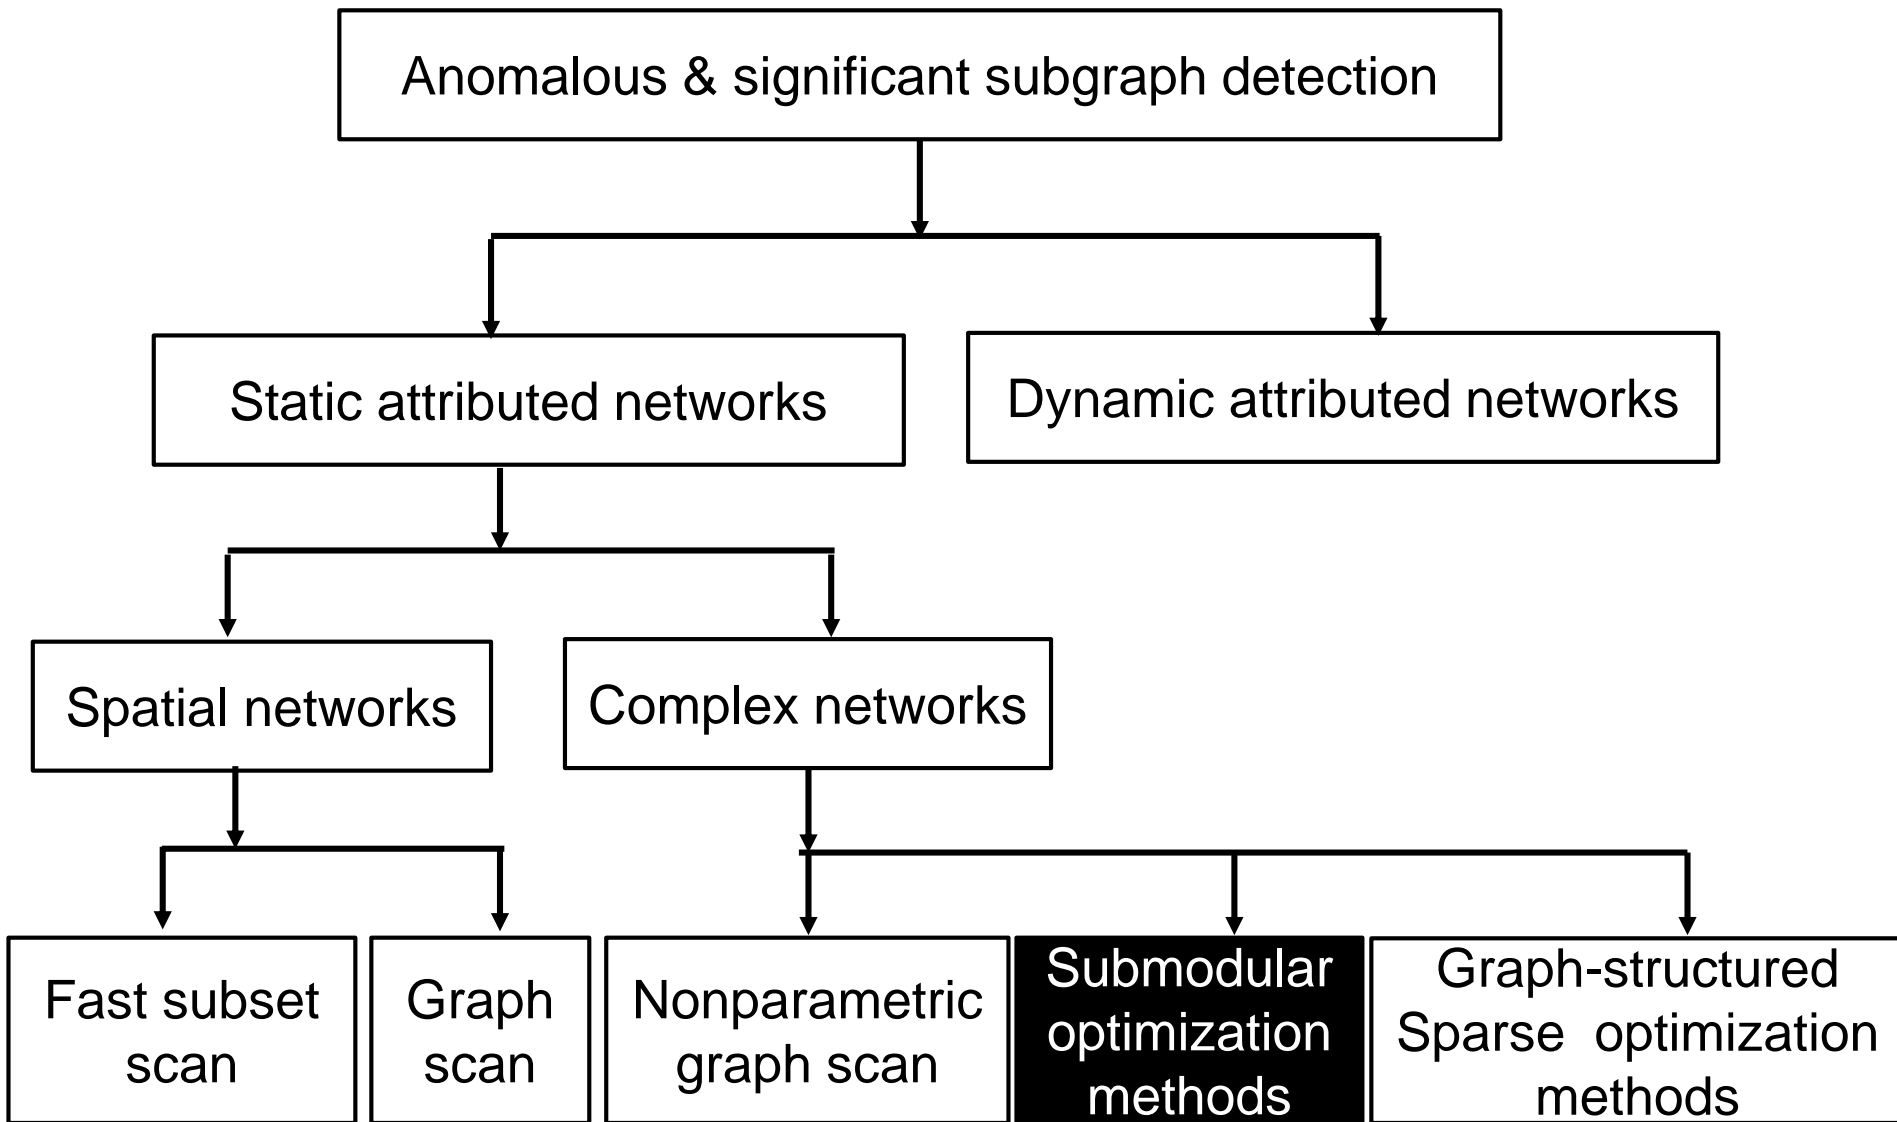 Anomalous & significant subgraph detection
Static attributed networks
Dynamic attributed networks
Spatial networks
Complex networks
Fast subset
scan
Graph
scan
Nonparametric
graph scan
Submodular
optimization
methods
Graph-structured
Sparse optimization
methods